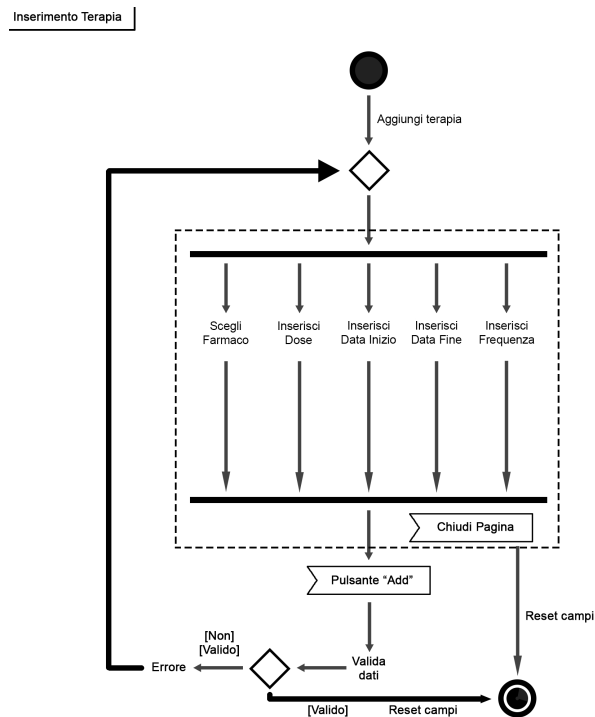 Inserimento Terapia
Aggiungi terapia
Scegli
Farmaco
Inserisci
Dose
Inserisci
Data Inizio
Inserisci
Data Fine
Inserisci
Frequenza
Chiudi Pagina
Pulsante “Add”
Reset campi
[Non]
[Valido]
Errore
Valida
dati
[Valido]
Reset campi